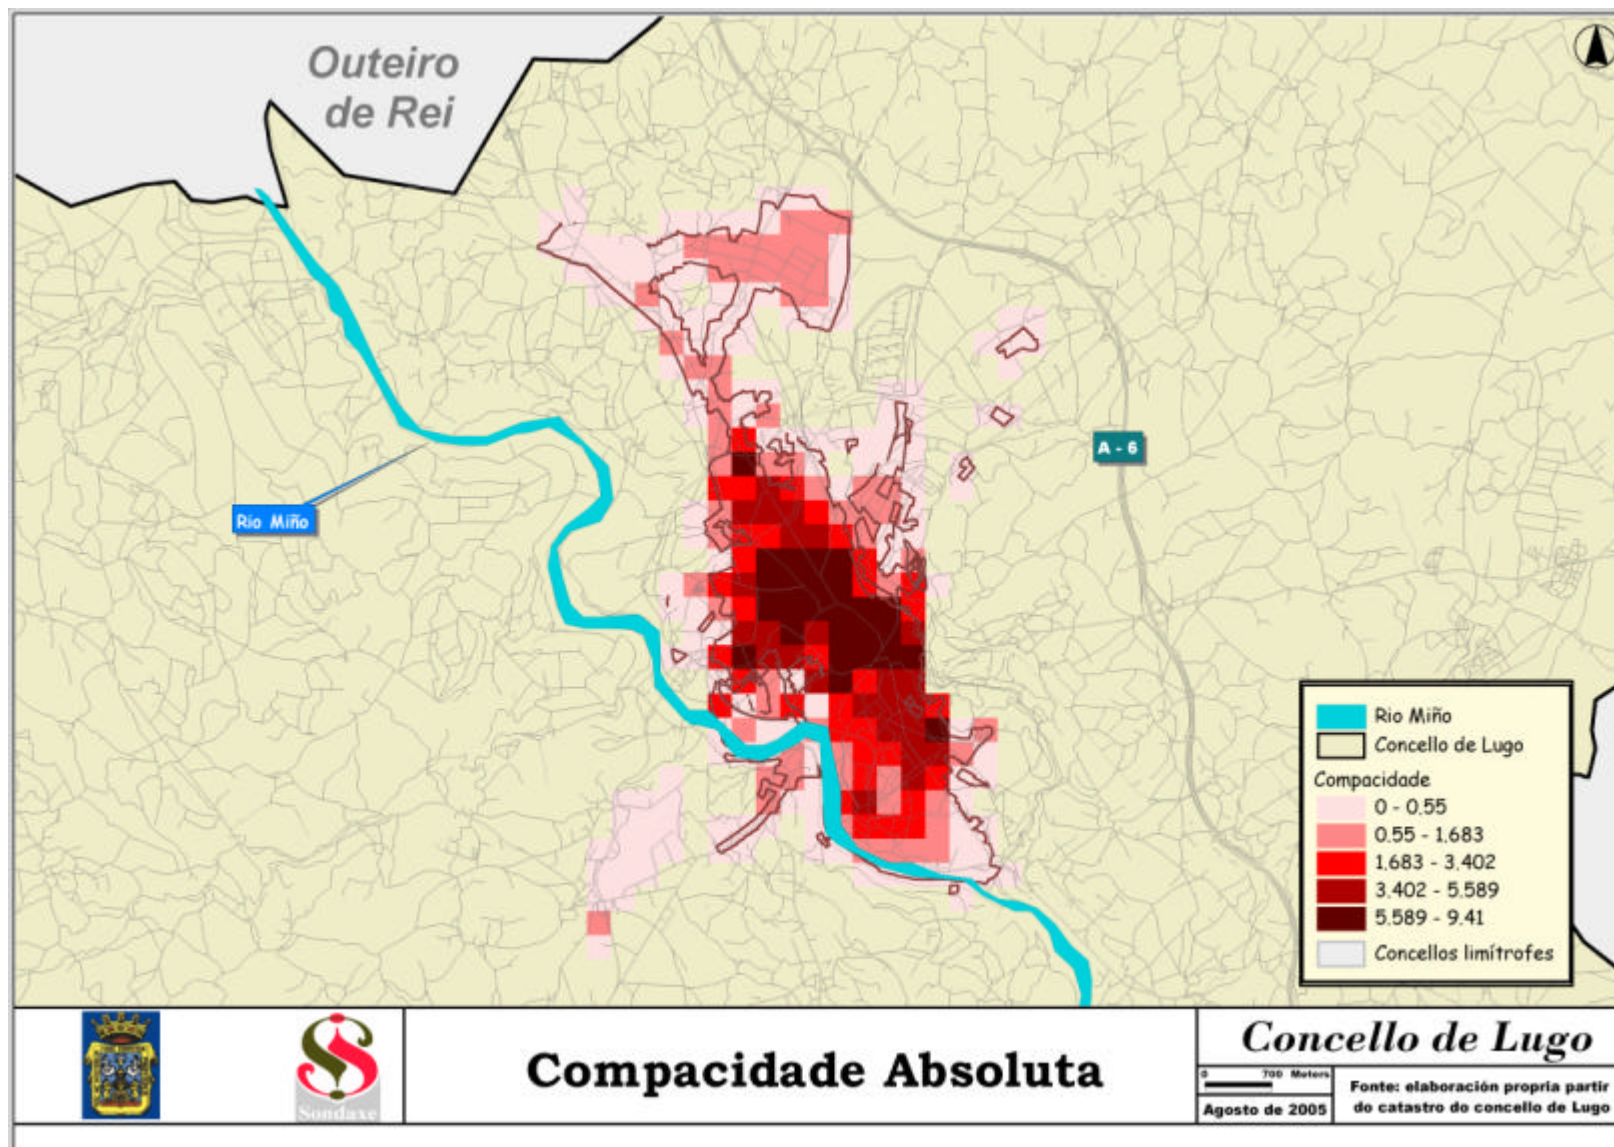 Outeiro
de Rei
A - 6
Río Miño
Rio Miño
Concello de Lugo
Compacidade
0 - 0.55
0.55 - 1.683
1.683 - 3.402
3.402 - 5.589
5.589 - 9.41
Concellos limítrofes
Sondaxe
Compacidade Absoluta
Concello de Lugo
0 700 Meters
Agosto de 2005
Fonte: elaboración propria partir
do catastro do concello de Lugo